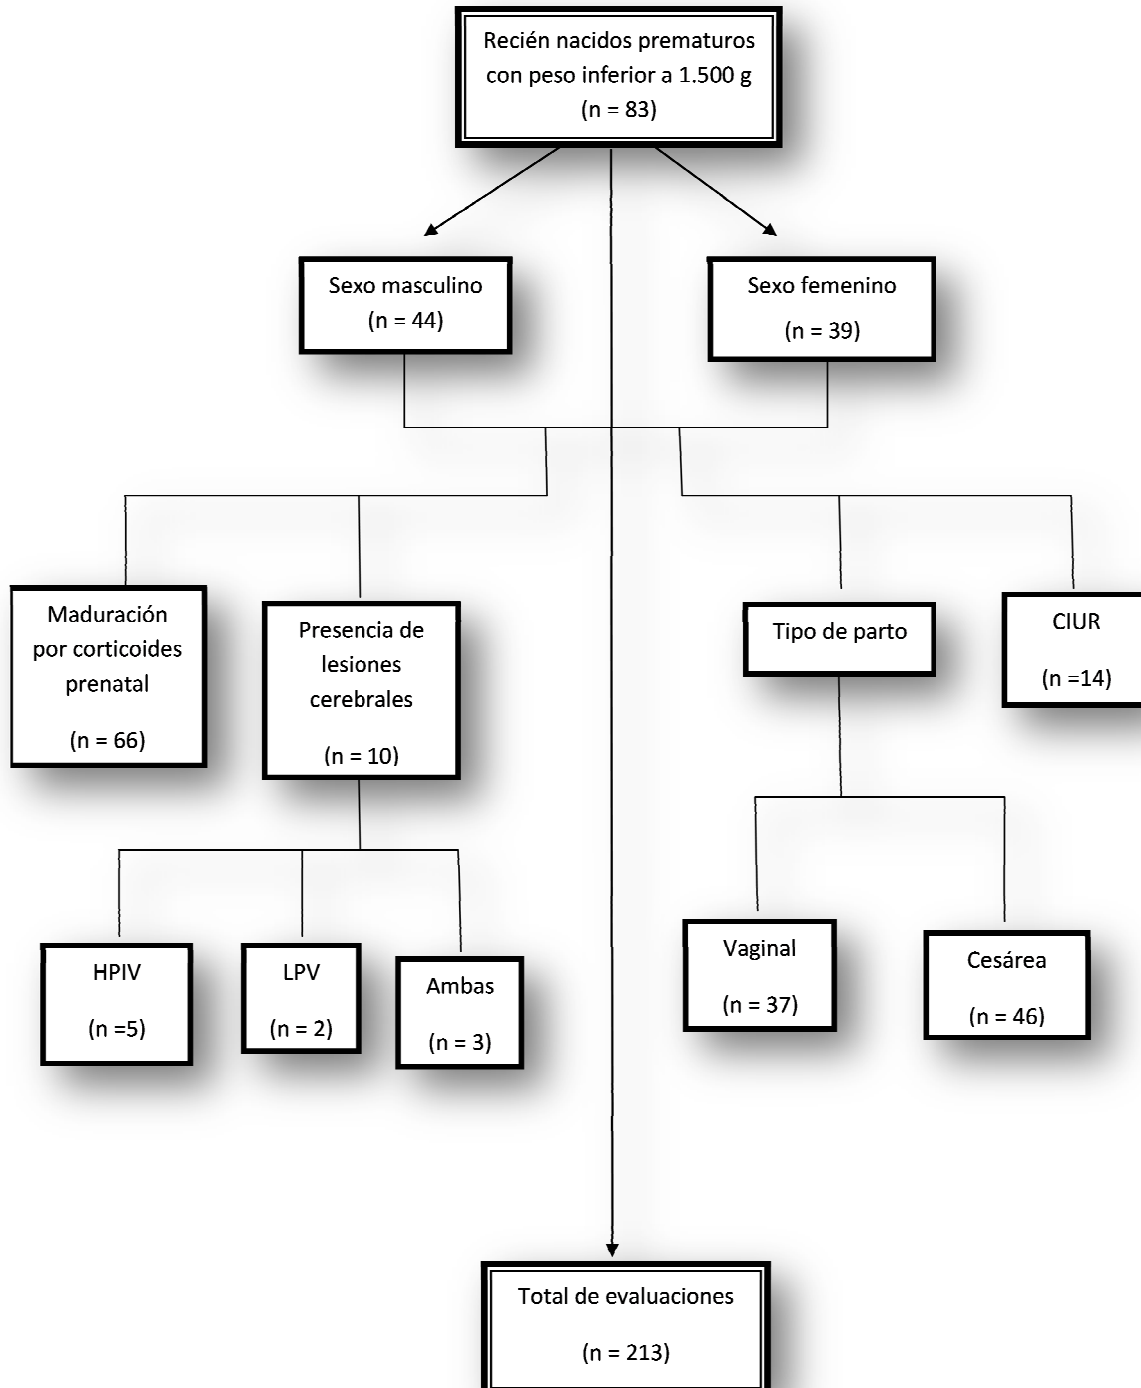 Recién nacidos prematuros
con peso inferior a 1.500 g
(n = 83)
Sexo masculino
(n = 44)
Sexo femenino
(n = 39)
Maduración
por corticoides
prenatal
(n = 66)
Presencia de
lesiones
cerebrales
(n = 10)
Tipo de parto
CIUR
(n =14)
HPIV
(n =5)
LPV
(n = 2)
Ambas
(n = 3)
Vaginal
(n = 37)
Cesárea
(n = 46)
Total de evaluaciones
(n = 213)